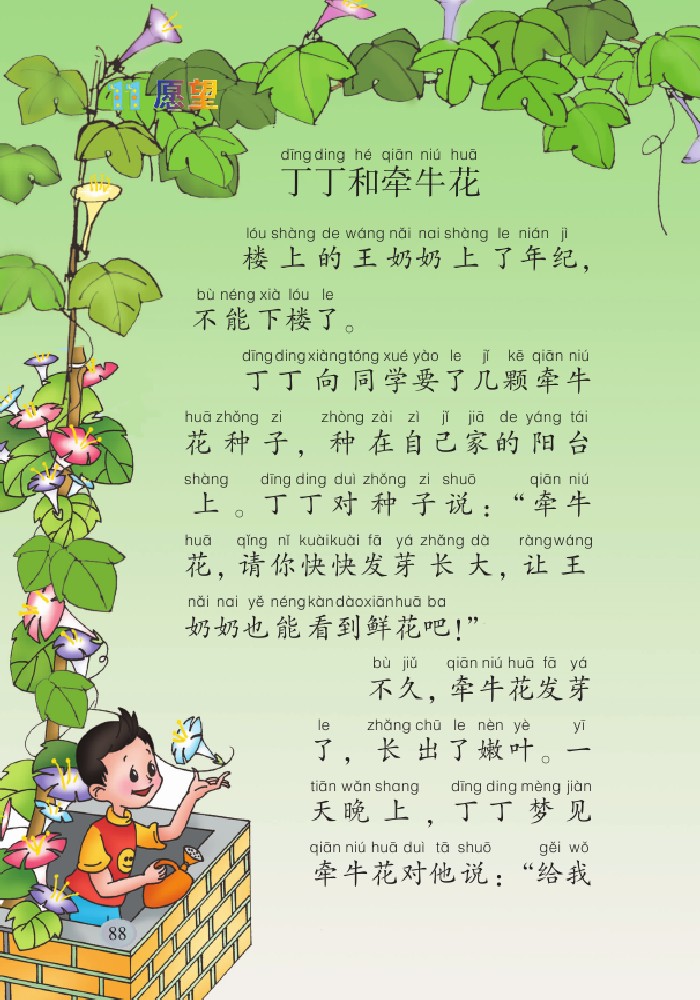 11 愿望
dīng ding hé qiān niú huā
丁丁和牵牛花
lóu shàng de wáng nǎi nai shàng le nián jì
楼上的王奶奶上了年纪，
bù néng xià lóu le
不能下楼了。
dīng ding xiàng tóng xué yào le jǐ kē qiān niú
丁丁向同学要了几颗牵牛
huā zhǒng zi zhòng zài zì jǐ jiā de yáng tái
花种子，种在自己家的阳台
shàng dīng ding duì zhǒng zi shuō qiān niú
上。丁丁对种子说：“牵牛
huā qǐng nǐ kuài kuài fā yá zhǎng dà ràng wáng
花，请你快快发芽长大，让王
nǎi nai yě néng kàn dào xiān huā ba
奶奶也能看到鲜花吧！”
bù jiǔ qiān niú huā fā yá
不久，牵牛花发芽
le zhǎng chū le nèn yè yī
了，长出了嫩叶。一
tiān wǎn shang dīng ding mèng jiàn
天晚上，丁丁梦见
qiān niú huā duì tā shuō gěi wǒ
牵牛花对他说：“给我
88